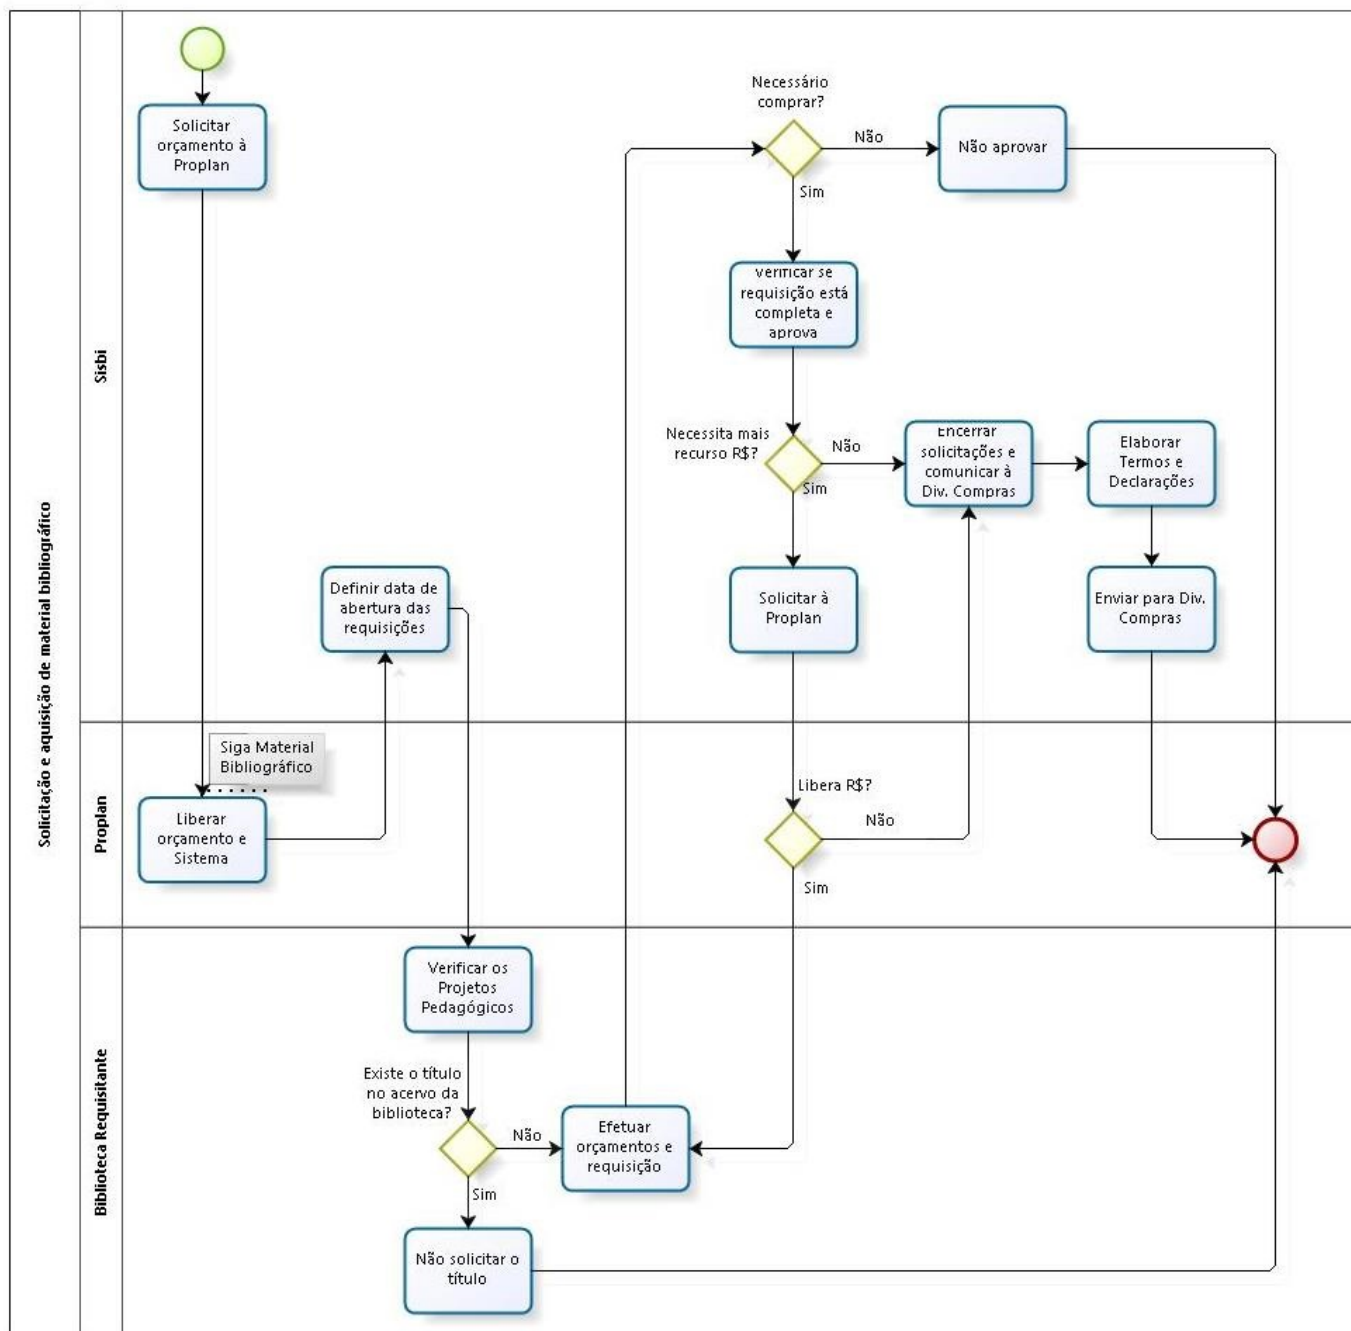 Solicitação e aquisição de material bibliográfico
Sisbi
Solicitar
orçamento à
Proplan
Necessário
comprar?
Não
Não aprovar
Sim
Verificar se
requisição está
completa e
aprova
Necessita mais
recurso R$?
Não
Sim
Encerrar
solicitações e
comunicar à
Div. Compras
Elaborar
Termos e
Declarações
Definir data de
abertura das
requisições
Solicitar à
Proplan
Enviar para Div.
Compras
Proplan
Siga Material
Bibliográfico
Liberar
orçamento e
Sistema
Libera R$?
Não
Sim
Biblioteca Requisitante
Verificar os
Projetos
Pedagógicos
Existe o título
no acervo da
biblioteca?
Não
Sim
Efetuar
orçamentos e
requisição
Não solicitar o
título